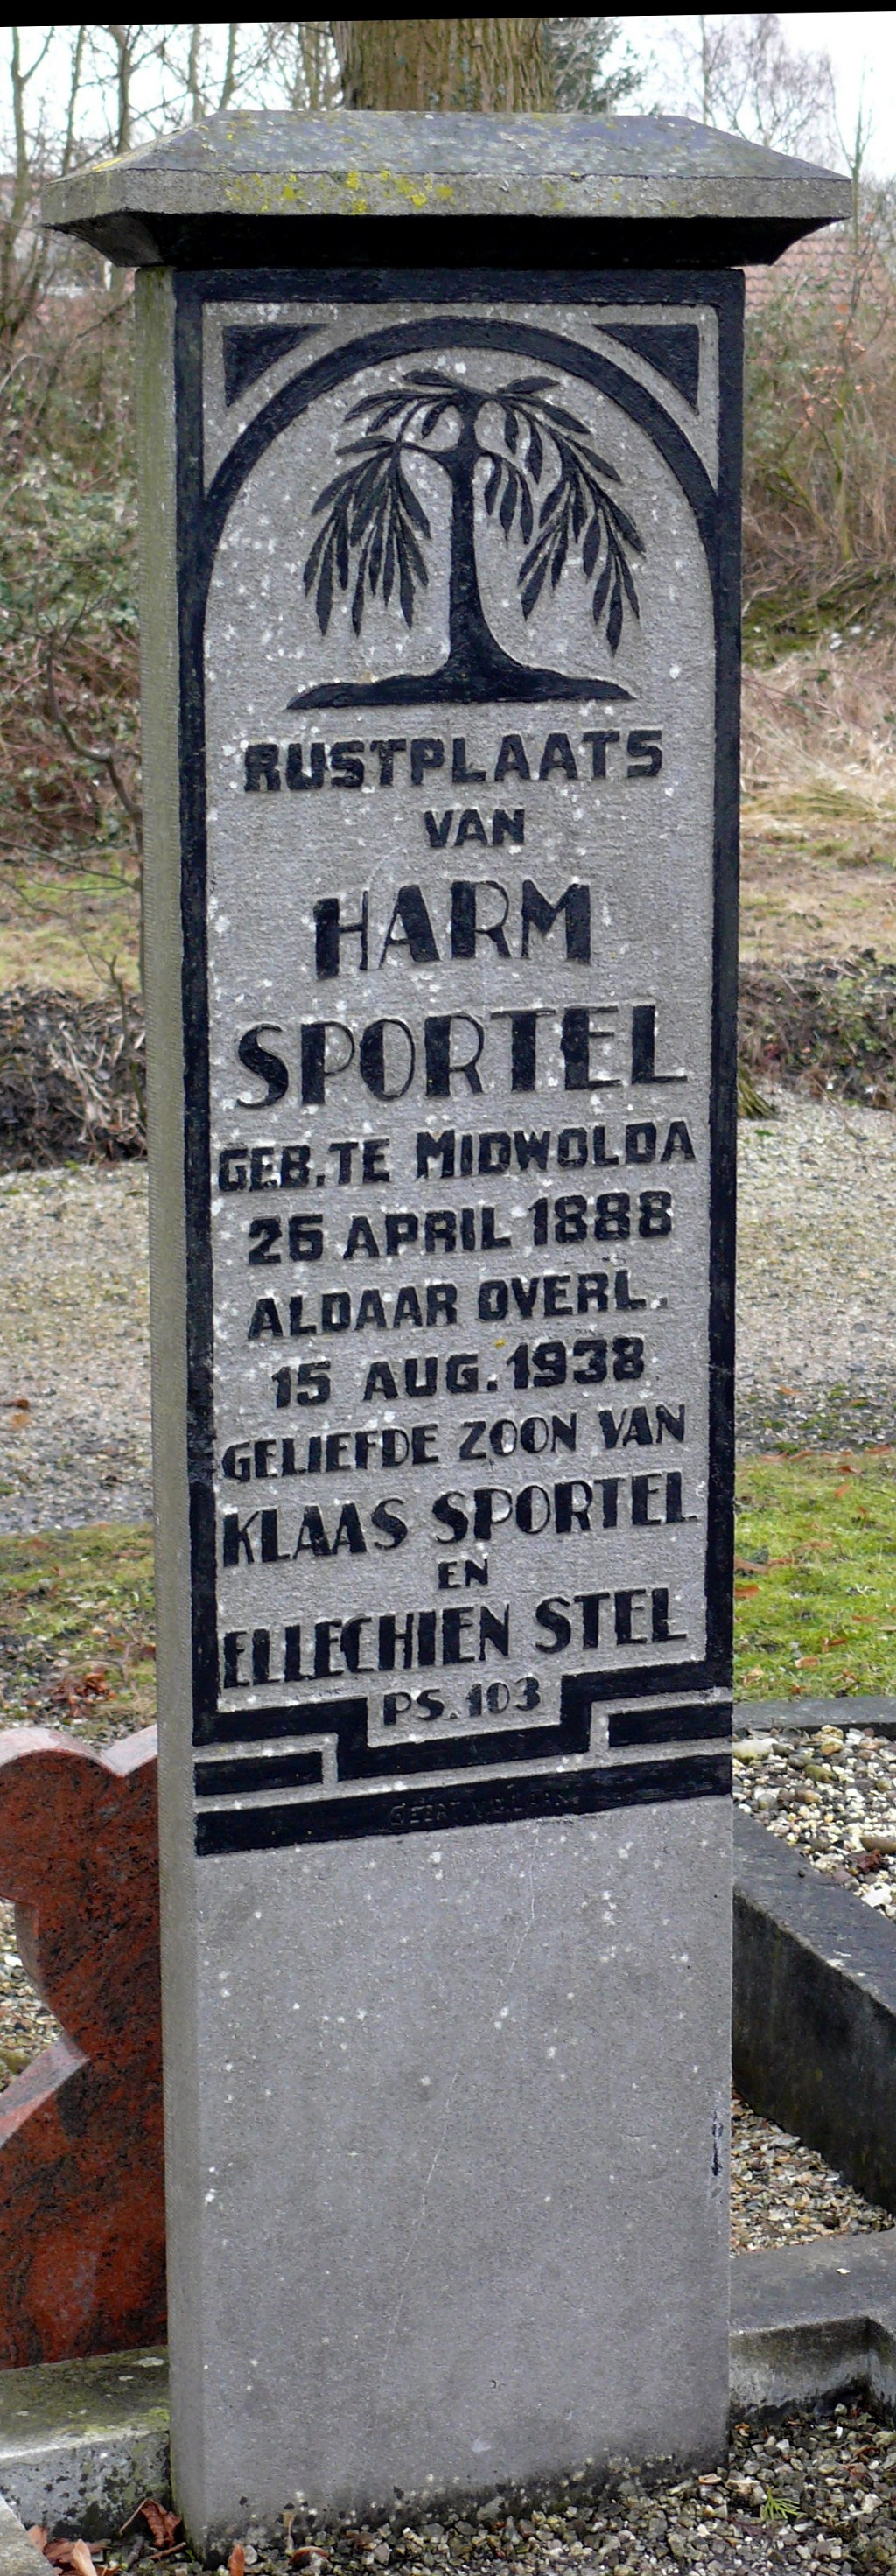 RUSTPLAATS
VAN
HARM
SPORTEL
GEB. TE MIDWOLDA
26 APRIL 1888
ALDAAR OVERL.
15 AUG. 1938
GELIEFDE ZOON VAN
KLAAS SPORTEL
EN
ELLECHIEN STEL
PS. 103